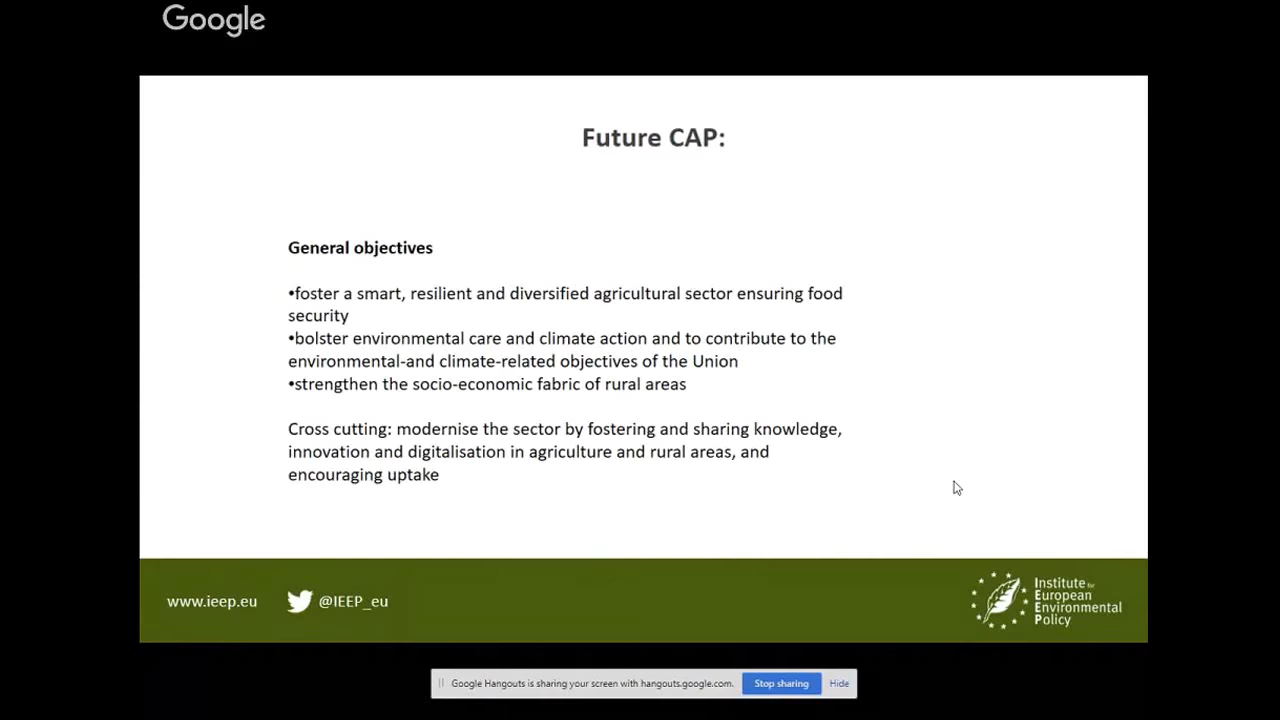 Google
Future CAP:
General objectives
•foster a smart, resilient and diversified agricultural sector ensuring food
security
•bolster environmental care and climate action and to contribute to the
environmental-and climate-related objectives of the Union
•strengthen the socio-economic fabric of rural areas
Cross cutting: modernise the sector by fostering and sharing knowledge,
innovation and digitalisation in agriculture and rural areas, and
encouraging uptake
www.ieep.eu @IEEP_eu
Institute for
European
Environmental
Policy
Google Hangouts is sharing your screen with hangouts.google.com. Stop sharing Hide